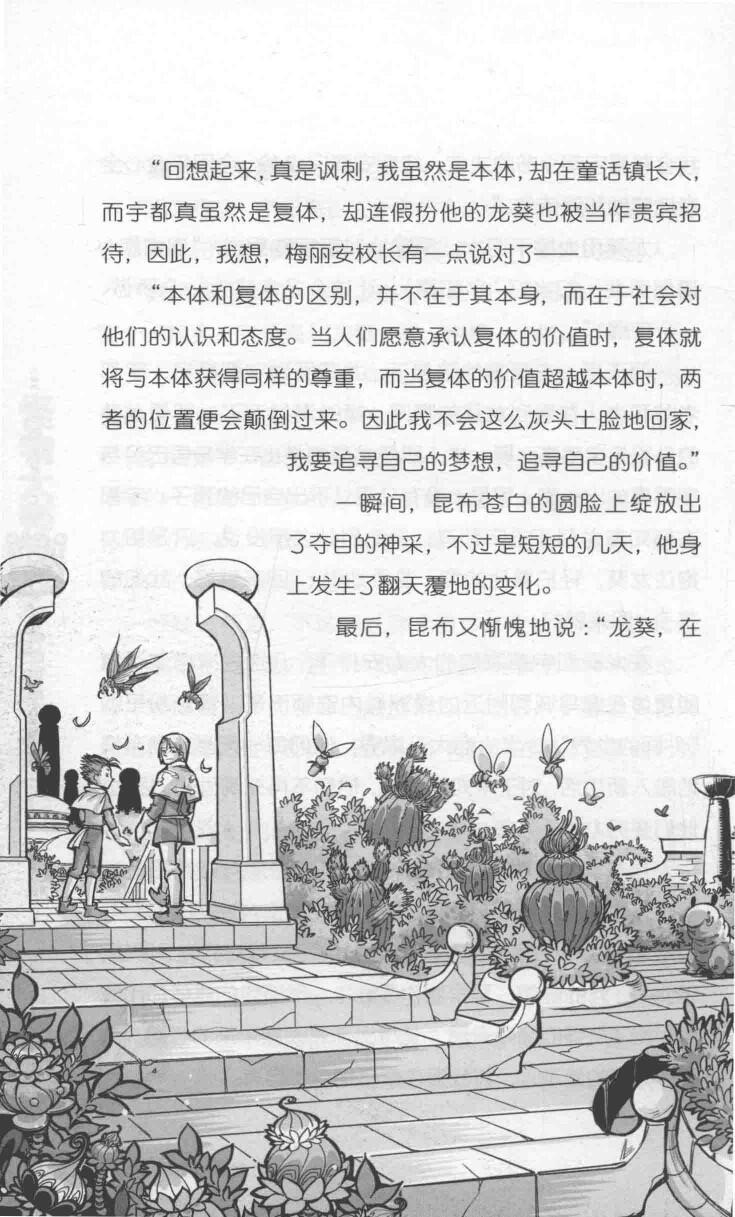 “回想起来，真是讽刺，我虽然是本体，却在童话镇长大，
而宇都真虽然是复体，却连假扮他的龙葵也被当作贵宾招
待，因此，我想，梅丽安校长有一点说对了——
“本体和复体的区别，并不在于其本身，而在于社会对
他们的认识和态度。当人们愿意承认复体的价值时，复体就
将与本体获得同样的尊重，而当复体的价值超越本体时，两
者的位置便会颠倒过来。因此我不会这么灰头土脸地回家，
我要追寻自己的梦想，追寻自己的价值。”
一瞬间，昆布苍白的圆脸上绽放出
了夺目的神采，不过是短短的几天，他身
上发生了翻天覆地的变化。
最后，昆布又惭愧地说：“龙葵，在